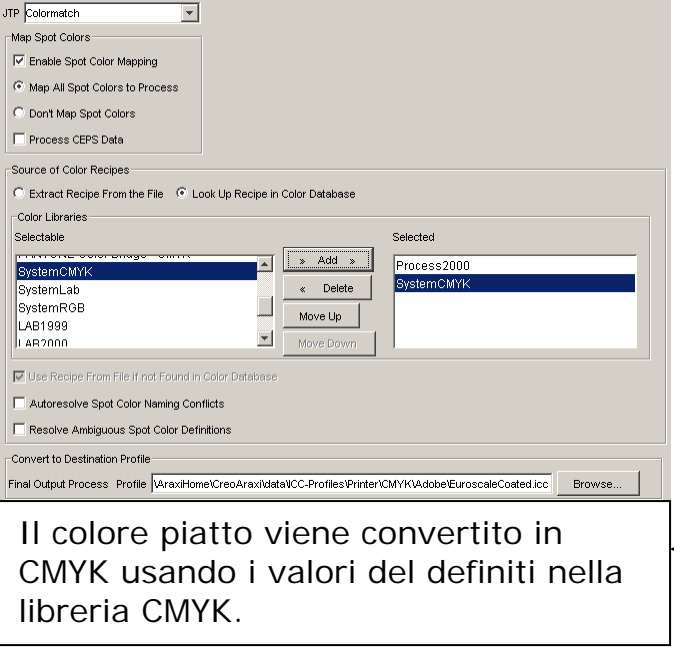 JTP Colormatch
Map Spot Colors
Enable Spot Color Mapping
Map All Spot Colors to Process
Don't Map Spot Colors
Process CEPS Data
Source of Color Recipes
Extract Recipe From the File Look Up Recipe in Color Database
Color Libraries
Selectable Selected
SystemCMYK
SystemLab
SystemRGB
LAB1999
LAB2000
» Add »
« Delete
Move Up
Move Down
Process2000
SystemCMYK
Use Recipe From File if not Found in Color Database
Autoresolve Spot Color Naming Conflicts
Resolve Ambiguous Spot Color Definitions
Convert to Destination Profile
Final Output Process Profile \AraxiHome\CreoAraxi\data\ICC-Profiles\Printer\CMYK\Adobe\EuroscaleCoated.icc Browse...
Il colore piatto viene convertito in
CMYK usando i valori del definiti nella
libreria CMYK.